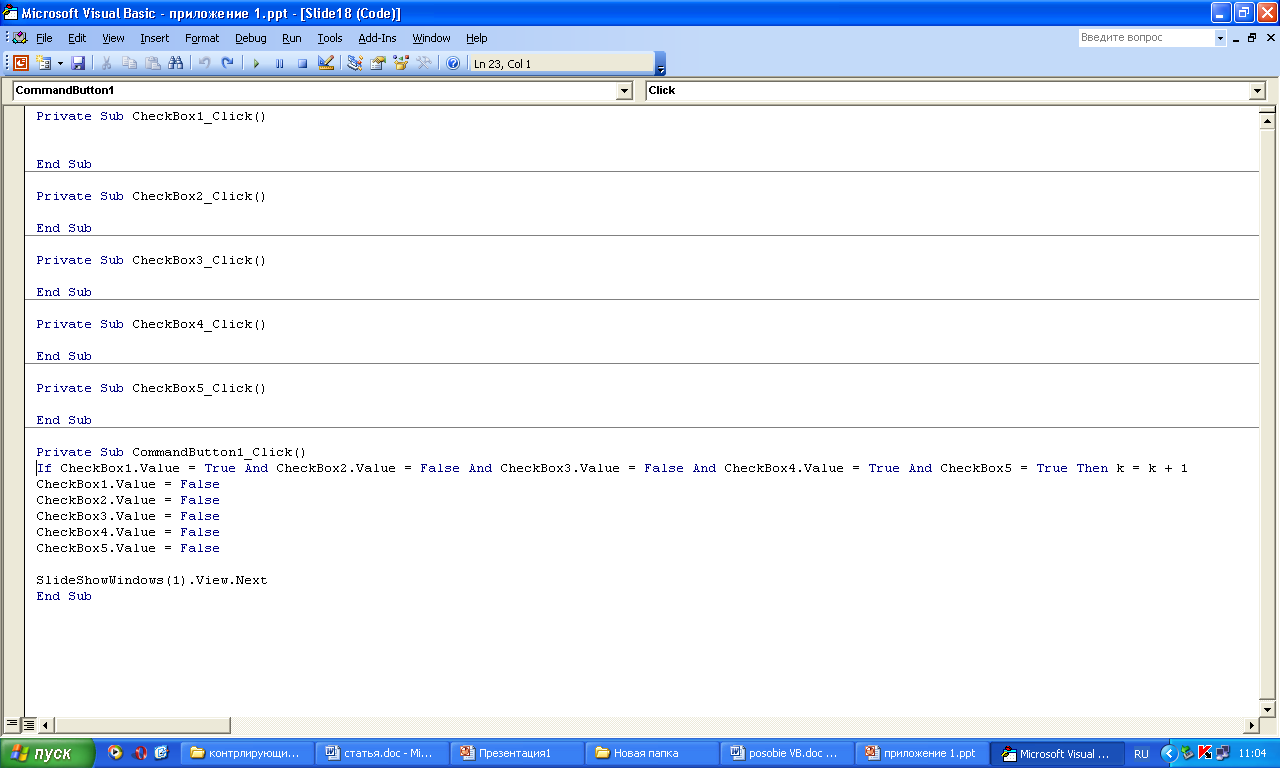 Microsoft Visual Basic - приложение 1.ppt - [Slide18 (Code)]
File Edit View Insert Format Debug Run Tools Add-Ins Window Help Введите вопрос
Ln 23, Col 1
CommandButton1 Click
Private Sub CheckBox1_Click()
End Sub
Private Sub CheckBox2_Click()
End Sub
Private Sub CheckBox3_Click()
End Sub
Private Sub CheckBox4_Click()
End Sub
Private Sub CheckBox5_Click()
End Sub
Private Sub CommandButton1_Click()
If CheckBox1.Value = True And CheckBox2.Value = False And CheckBox3.Value = False And CheckBox4.Value = True And CheckBox5 = True Then k = k + 1
CheckBox1.Value = False
CheckBox2.Value = False
CheckBox3.Value = False
CheckBox4.Value = False
CheckBox5.Value = False
SlideShowWindows(1).View.Next
End Sub
пуск контрлирующи... статья.doc - Mi... Презентация1 Новая папка posobie VB.doc ... приложение 1.ppt Microsoft Visual ... RU 11:04